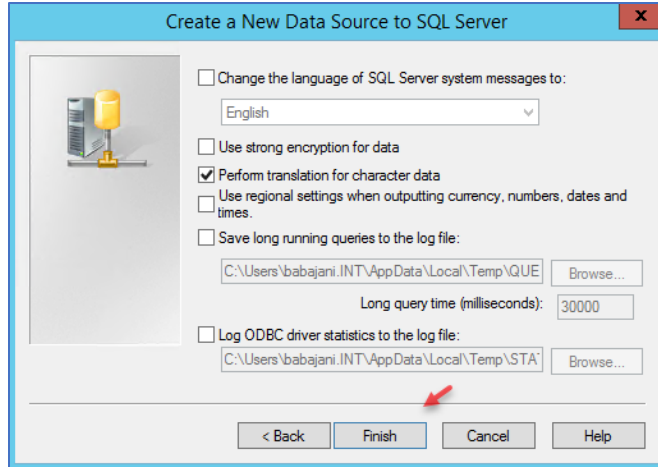 Create a New Data Source to SQL Server
x
Change the language of SQL Server system messages to:
English
Use strong encryption for data
Perform translation for character data
Use regional settings when outputting currency, numbers, dates and
times.
Save long running queries to the log file:
C:\Users\babajani.INT\AppData\Local\Temp\QUE
Browse...
Long query time (milliseconds):
30000
Log ODBC driver statistics to the log file:
C:\Users\babajani.INT\AppData\Local\Temp\STA
Browse...
< Back
Finish
Cancel
Help